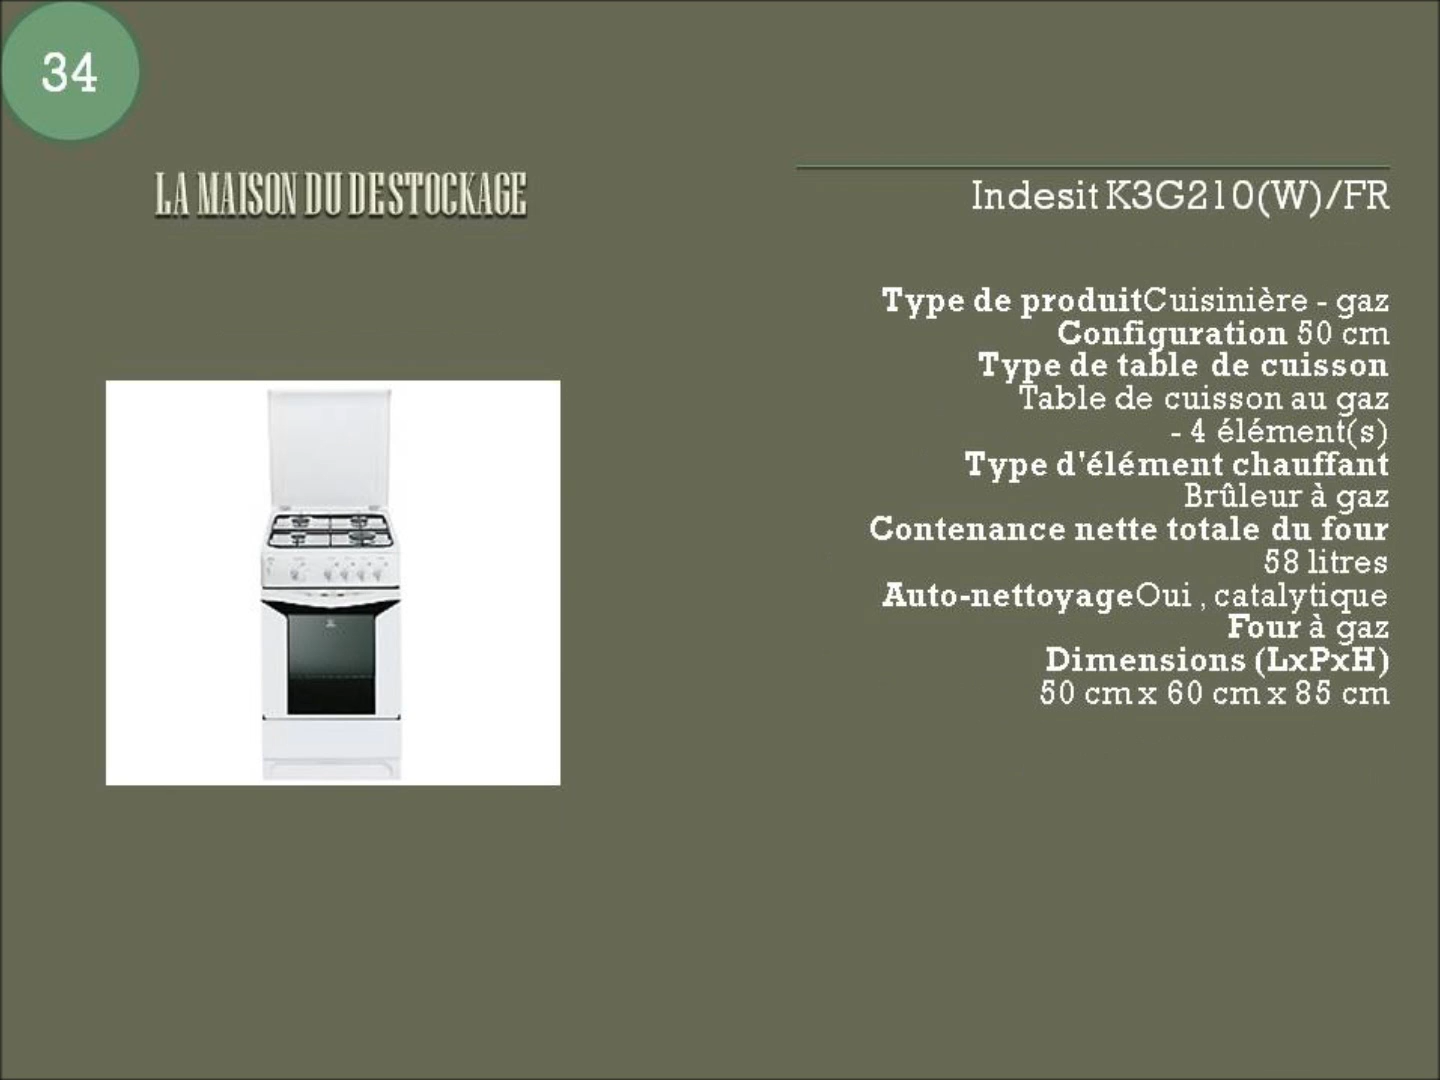 34
LA MAISON DU DESTOCKAGE
Indesit K3G210(W)/FR
Type de produitCuisinière - gaz
Configuration 50 cm
Type de table de cuisson
Table de cuisson au gaz
- 4 élément(s)
Type d'élément chauffant
Brûleur à gaz
Contenance nette totale du four
58 litres
Auto-nettoyageOui , catalytique
Four à gaz
Dimensions (LxPxH)
50 cm x 60 cm x 85 cm